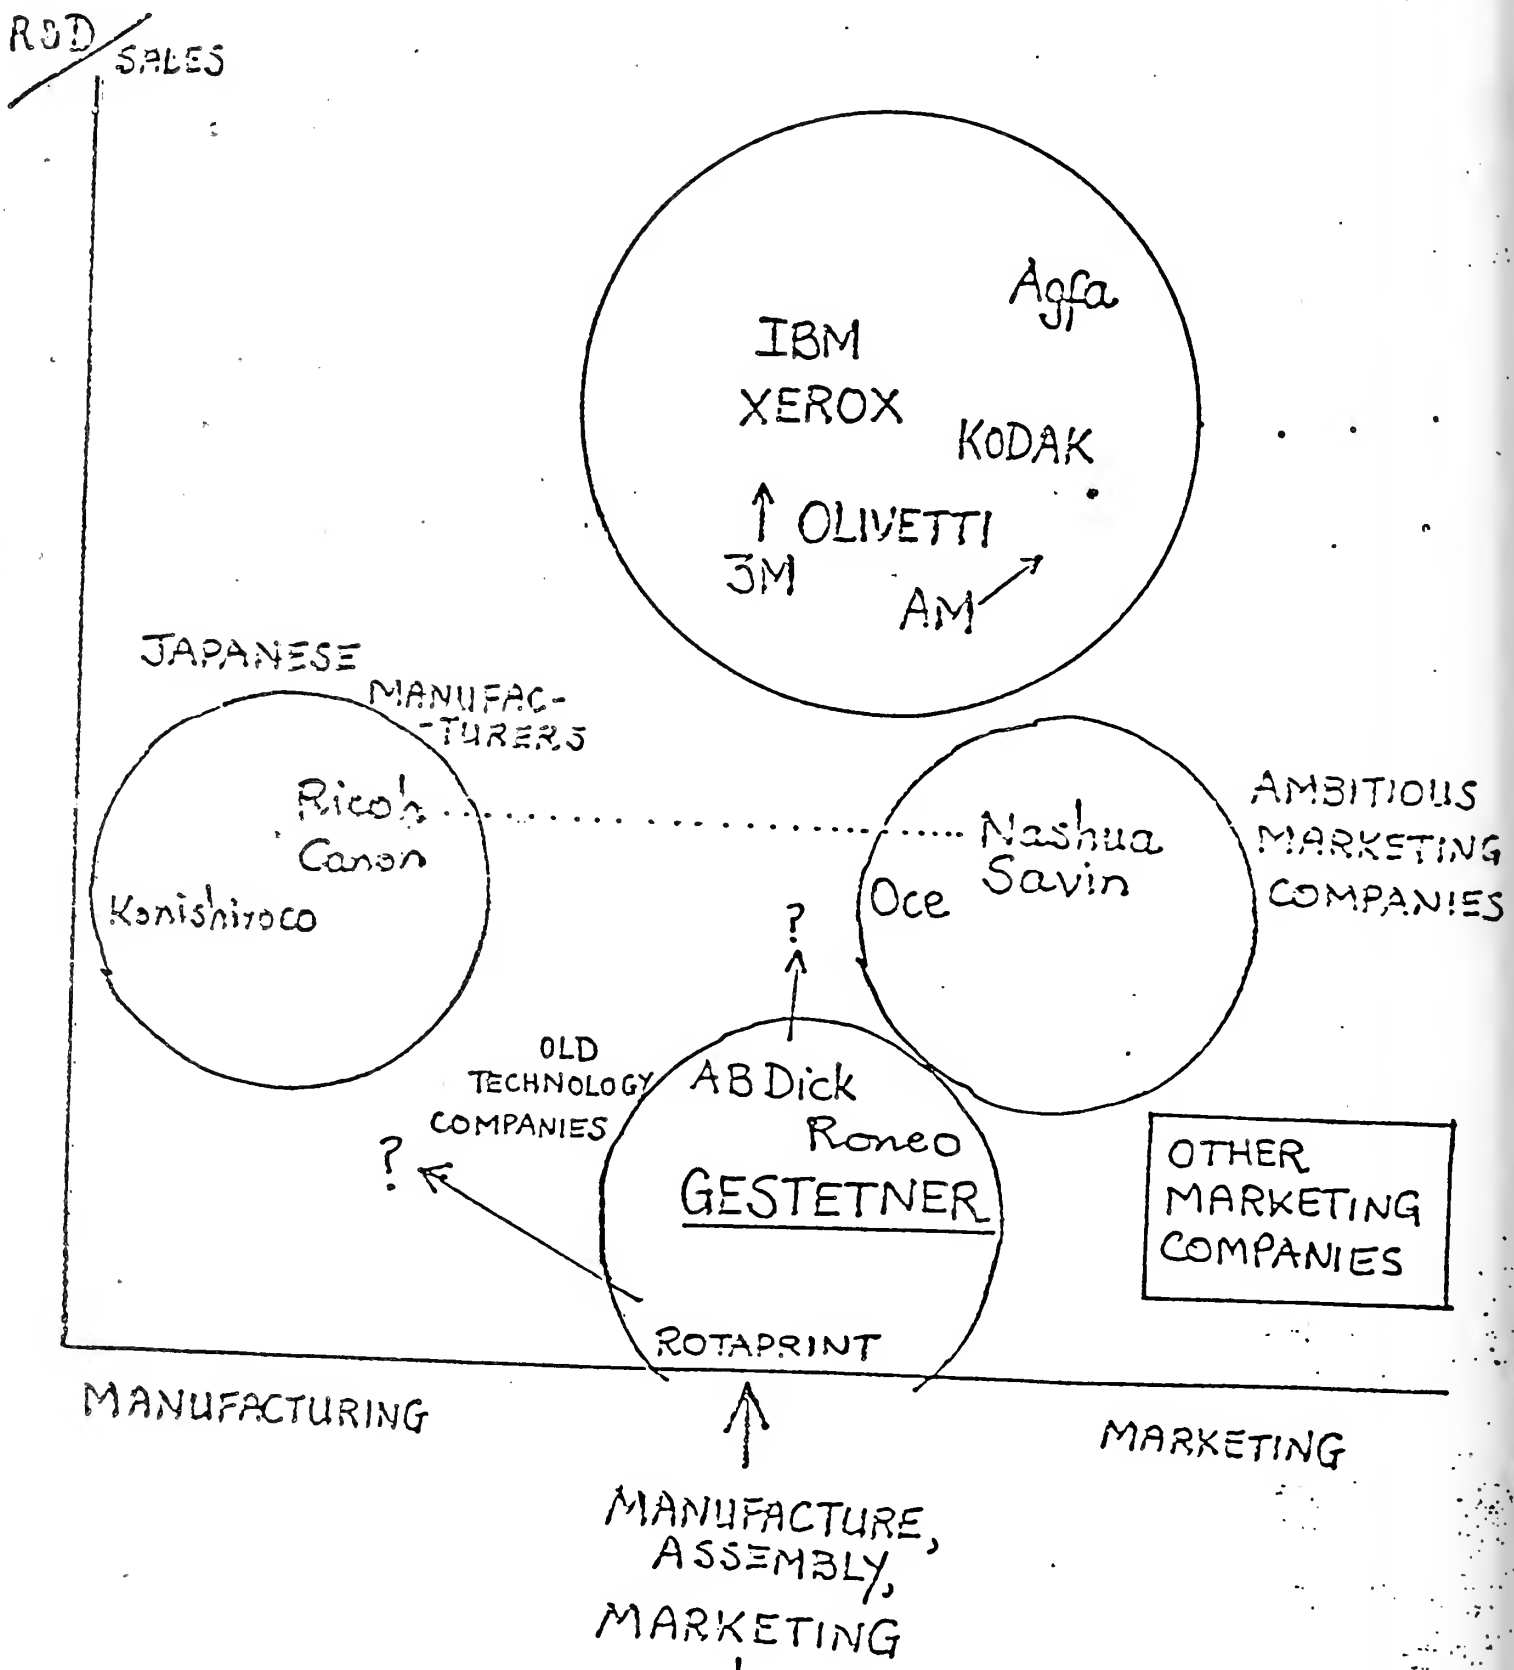 R&D/SALES
Agfa
IBM
XEROX
KODAK
OLIVETTI
3M
AM
JAPANESE
MANUFAC-
-TURERS
Ricoh
Canon
Konishiroco
AMBITIOUS
MARKETING
COMPANIES
Nashua
Savin
Oce
?
OLD
TECHNOLOGY
COMPANIES
AB Dick
Roneo
GESTETNER
ROTAPRINT
?
OTHER
MARKETING
COMPANIES
MANUFACTURING
MARKETING
MANUFACTURE,
ASSEMBLY,
MARKETING